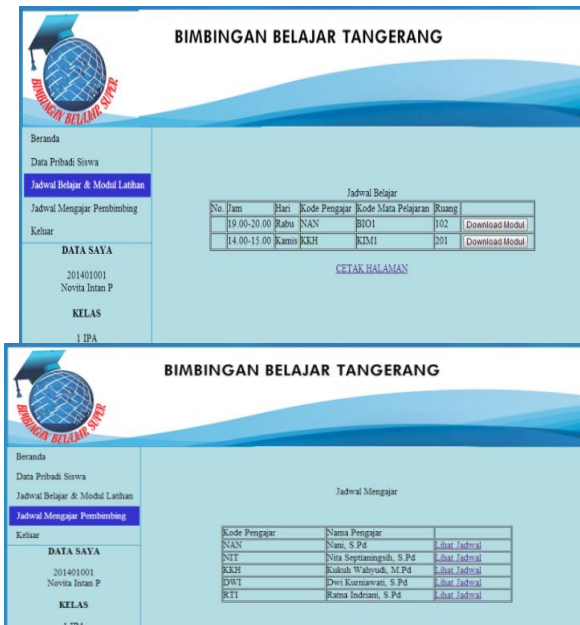 BIMBINGAN BELAJAR TANGERANG
BIMBINGAN BELAJAR SUPER
Beranda
Data Pribadi Siswa
Jadwal Belajar & Modul Latihan
Jadwal Mengajar Pembimbing
Keluar
DATA SAYA
201401001
Novita Intan P
KELAS
1 IPA
Jadwal Belajar
No. Jam Hari Kode Pengajar Kode Mata Pelajaran Ruang
19.00-20.00 Rabu NAN BIO1 102 Download Modul
14.00-15.00 Kamis KKH KIM1 201 Download Modul
CETAK HALAMAN
BIMBINGAN BELAJAR TANGERANG
BIMBINGAN BELAJAR SUPER
Beranda
Data Pribadi Siswa
Jadwal Belajar & Modul Latihan
Jadwal Mengajar Pembimbing
Keluar
DATA SAYA
201401001
Novita Intan P
KELAS
1 IPA
Jadwal Mengajar
Kode Pengajar Nama Pengajar
NAN Nani, S.Pd Lihat Jadwal
NIT Nita Septianingsih, S.Pd Lihat Jadwal
KKH Kukuh Wahyudi, M.Pd Lihat Jadwal
DWI Dwi Kurniawati, S.Pd Lihat Jadwal
RTI Ratna Indriani, S.Pd Lihat Jadwal